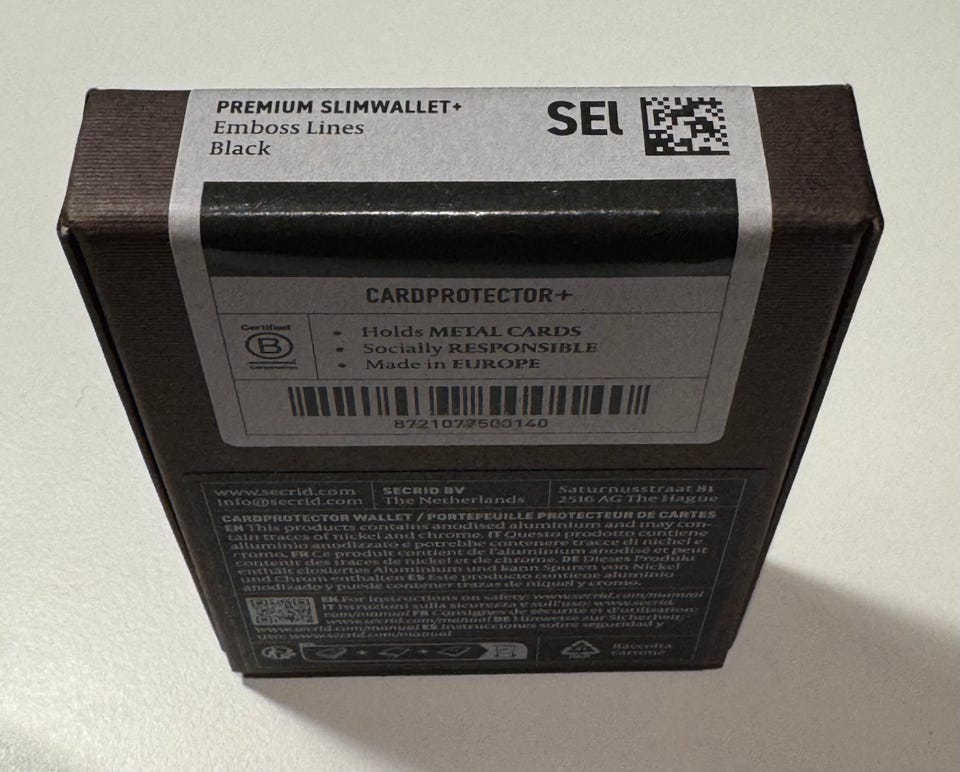 PREMIUM SLIMWALLET+
Emboss Lines
Black
SEl
CARDPROTECTOR+
Certified
B
Corporation
• Holds METAL CARDS
• Socially RESPONSIBLE
• Made in EUROPE
8721077500140
www.secrid.com
info@secrid.com
SECRID BV
The Netherlands
Saturnusstraat 81
2516 AG The Hague
CARDPROTECTOR WALLET / PORTEFEUILLE PROTECTEUR DE CARTES
EN This products contains anodised aluminium and may con-
tain traces of nickel and chrome. IT Questo prodotto contiene
alluminio anodizzato e potrebbe contenere tracce di nichel e
cromo. FR Ce produit contient de l'aluminium anodisé et peut
contenir des traces de nickel et de chrome. DE Dieses Produkt
enthält eloxiertes Aluminium und kann Spuren von Nickel
und Chrom enthalten ES Este producto contiene aluminio
anodizado y puede contener trazas de níquel y cromo.
EN For instructions on safety: www.secrid.com/manual
IT Istruzioni sulla sicurezza e sull'uso: www.secrid.
com/manual FR Consignes de sécurité et d'utilisation:
www.secrid.com/manual DE Hinweise zur Sicherheit:
www.secrid.com/manual ES Instrucciones sobre seguridad y
uso: www.secrid.com/manual
FR
21
PAP
Raccolta
Cartone